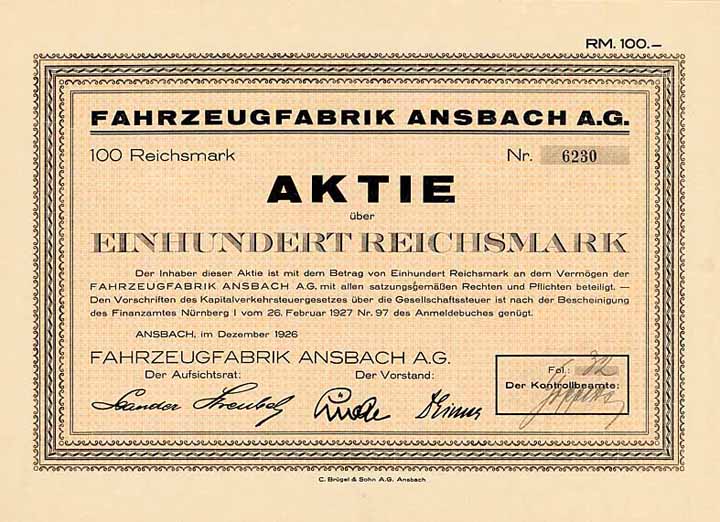 RM. 100.—
FAHRZEUGFABRIK ANSBACH A.G.
100 Reichsmark Nr. 6230
AKTIE
über
EINHUNDERT REICHSMARK
Der Inhaber dieser Aktie ist mit dem Betrag von Einhundert Reichsmark an dem Vermögen der
FAHRZEUGFABRIK ANSBACH A.G. mit allen satzungsgemäßen Rechten und Pflichten beteiligt. —
Den Vorschriften des Kapitalverkehrsteuergesetzes über die Gesellschaftssteuer ist nach der Bescheinigung
des Finanzamtes Nürnberg I vom 26. Februar 1927 Nr. 97 des Anmeldebuches genügt.
ANSBACH, im Dezember 1926
FAHRZEUGFABRIK ANSBACH A.G.
Der Aufsichtsrat: Der Vorstand:
Fol.: 32
Der Kontrollbeamte:
C. Brügel & Sohn A.G. Ansbach